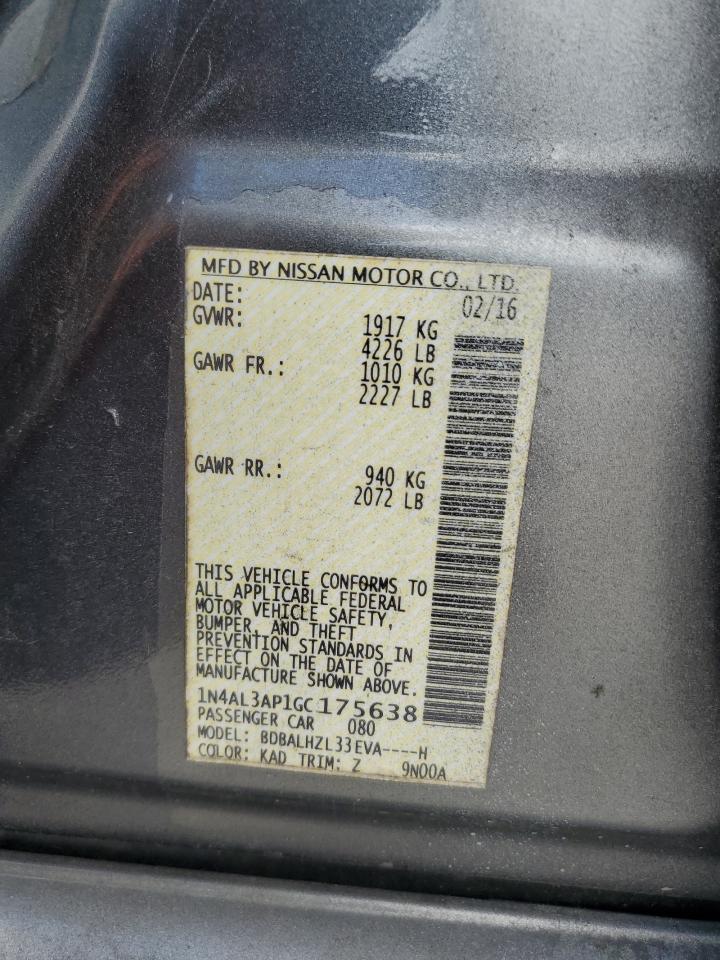 MFD BY NISSAN MOTOR CO., LTD.
DATE: 02/16
GVWR: 1917 KG
4226 LB
GAWR FR.: 1010 KG
2227 LB
GAWR RR.: 940 KG
2072 LB
THIS VEHICLE CONFORMS TO
ALL APPLICABLE FEDERAL
MOTOR VEHICLE SAFETY,
BUMPER, AND THEFT
PREVENTION STANDARDS IN
EFFECT ON THE DATE OF
MANUFACTURE SHOWN ABOVE.
1N4AL3AP1GC175638
PASSENGER CAR 080
MODEL: BDBALHZL33EVA----H
COLOR: KAD TRIM: Z 9N00A